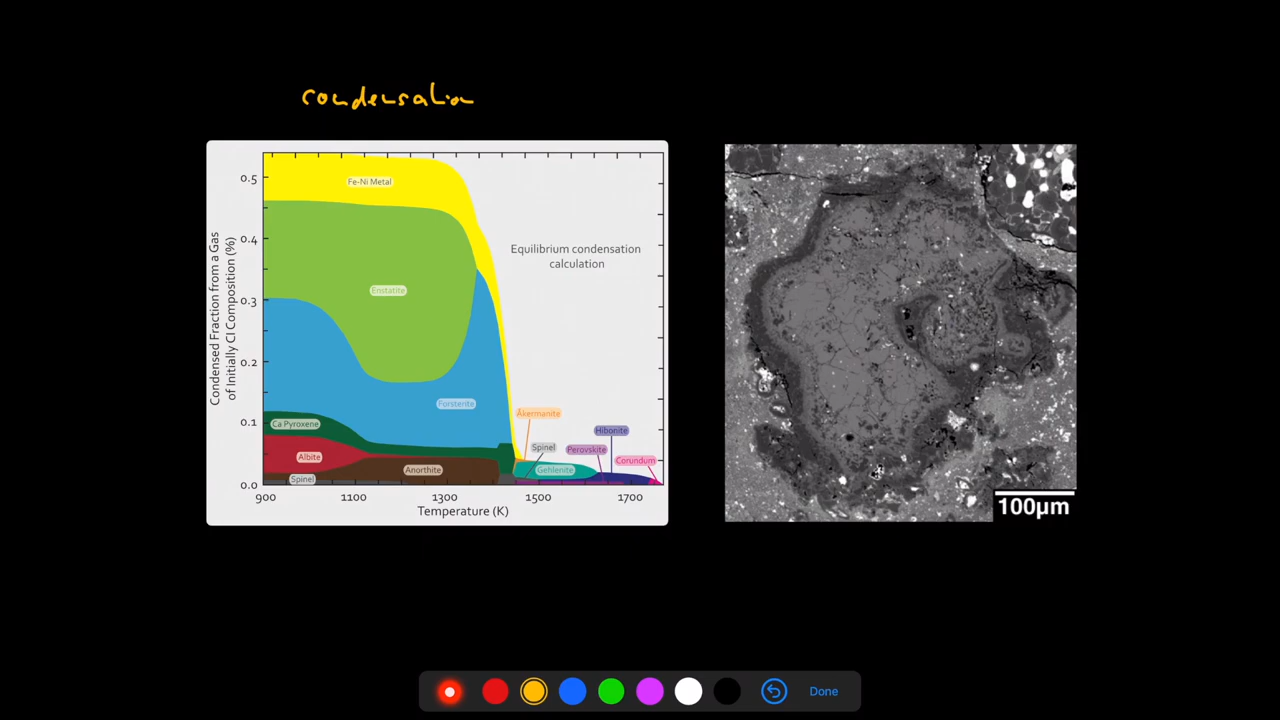 condensation
Fe-Ni Metal
Enstatite
Equilibrium condensation
calculation
Forsterite
Åkermanite
Hibonite
Spinel
Perovskite
Corundum
Ca Pyroxene
Albite
Anorthite
Gehlenite
Spinel
Condensed Fraction from a Gas
of Initially CI Composition (%)
0.5
0.4
0.3
0.2
0.1
0.0
900 1100 1300 1500 1700
Temperature (K)
100µm
Done